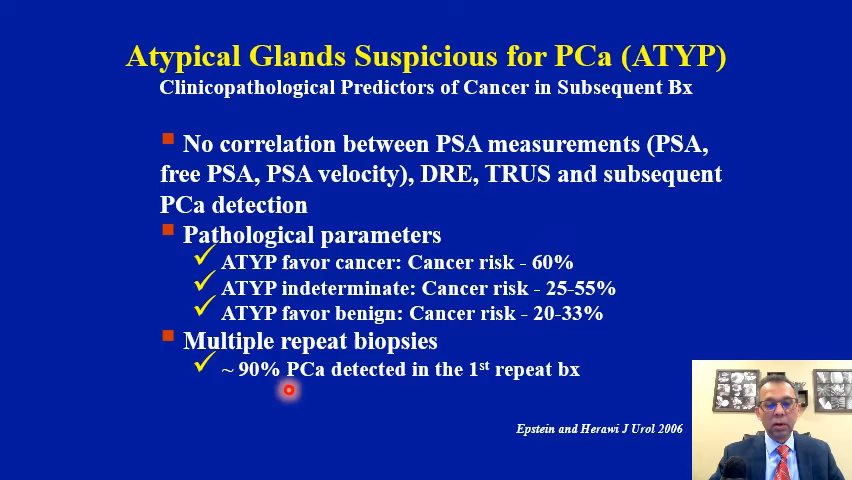 Atypical Glands Suspicious for PCa (ATYP)
Clinicopathological Predictors of Cancer in Subsequent Bx
No correlation between PSA measurements (PSA,
free PSA, PSA velocity), DRE, TRUS and subsequent
PCa detection
Pathological parameters
ATYP favor cancer: Cancer risk - 60%
ATYP indeterminate: Cancer risk - 25-55%
ATYP favor benign: Cancer risk - 20-33%
Multiple repeat biopsies
~ 90% PCa detected in the 1st repeat bx
Epstein and Herawi J Urol 2006